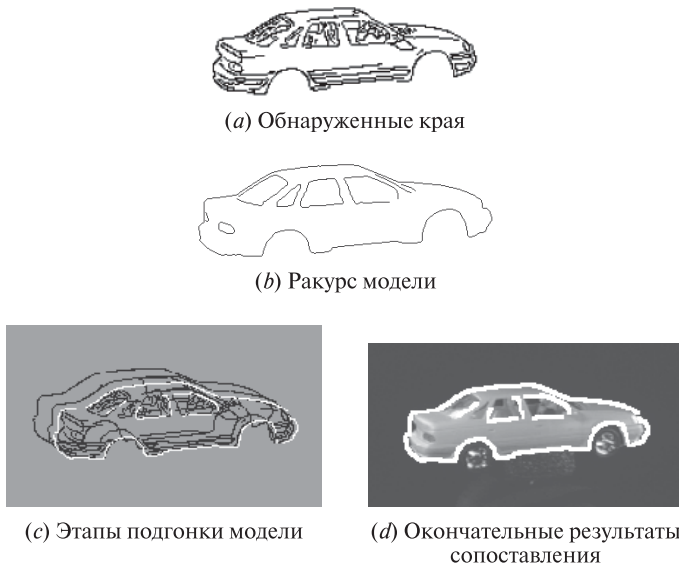 (a) Обнаруженные края
(b) Ракурс модели
(c) Этапы подгонки модели
(d) Окончательные результаты
сопоставления